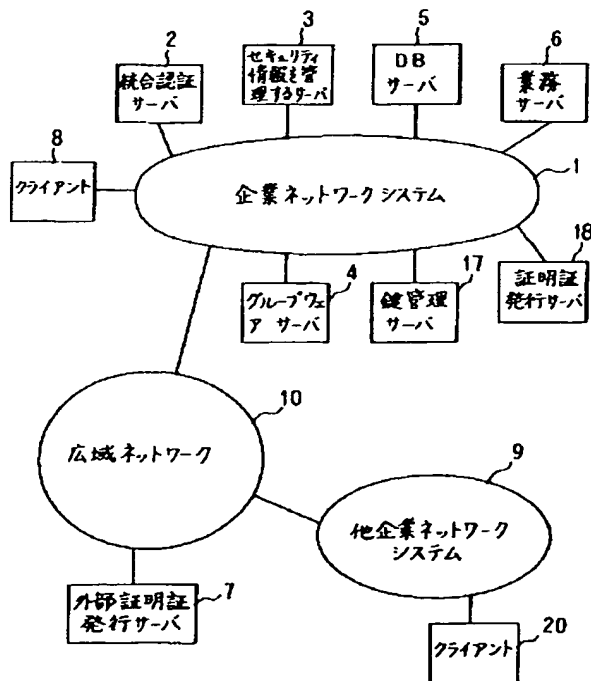 2
統合認証
サーバ
3
セキュリティ
情報を管
理するサーバ
5
DB
サーバ
6
業務
サーバ
8
クライアント
企業ネットワークシステム
1
グループウェ
ア サーバ
4
鍵管理
サーバ
17
証明証
発行サーバ
18
広域ネットワーク
10
他企業ネットワーク
システム
9
外部証明証
発行サーバ
7
クライアント
20